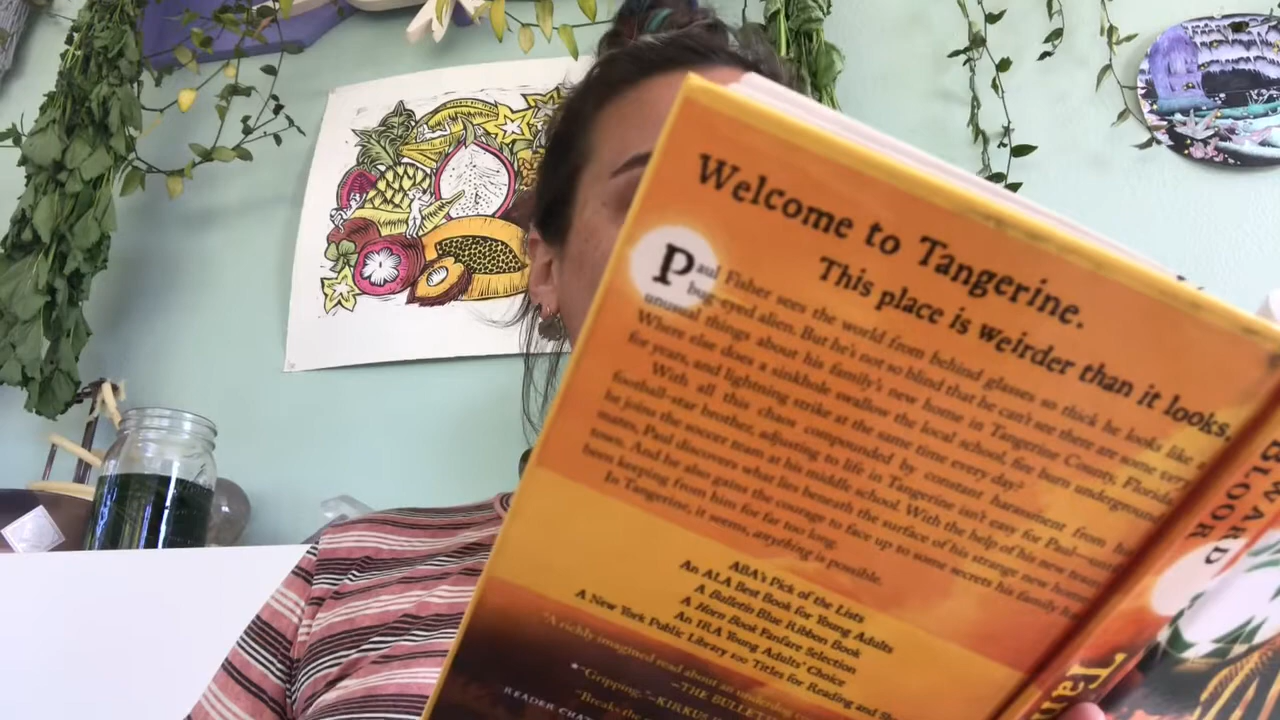 Welcome to Tangerine.
This place is weirder than it looks.
Paul Fisher sees the world from behind glasses so thick he looks like a
bug-eyed alien. But he's not so blind that he can't see there are some very
unusual things about his family's new home in Tangerine County, Florida.
Where else does a sinkhole swallow the local school, fire burn underground
for years, and lightning strike at the same time every day?
With all this chaos compounded by constant harassment from his
football-star brother, adjusting to life in Tangerine isn't easy for Paul—
he joins the soccer team at his middle school. With the help of his new team-
mates, Paul discovers what lies beneath the surface of his strange new home
town. And he also gains the courage to face up to some secrets his family has
been keeping from him for far too long.
In Tangerine, it seems, anything is possible.
ABA's Pick of the Lists
An ALA Best Book for Young Adults
A Bulletin Blue Ribbon Book
A Horn Book Fanfare Selection
An IRA Young Adults' Choice
A New York Public Library 100 Titles for Reading and
"A richly imagined read about an underdog
—THE BULLET
"Gripping."—KIRKUS
"Breaks the
READER CHAT
EDWARD
BLOOR
Tan